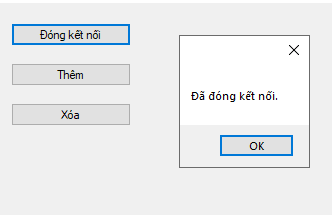 Đóng kết nối
Thêm
Xóa
Đã đóng kết nối.
OK